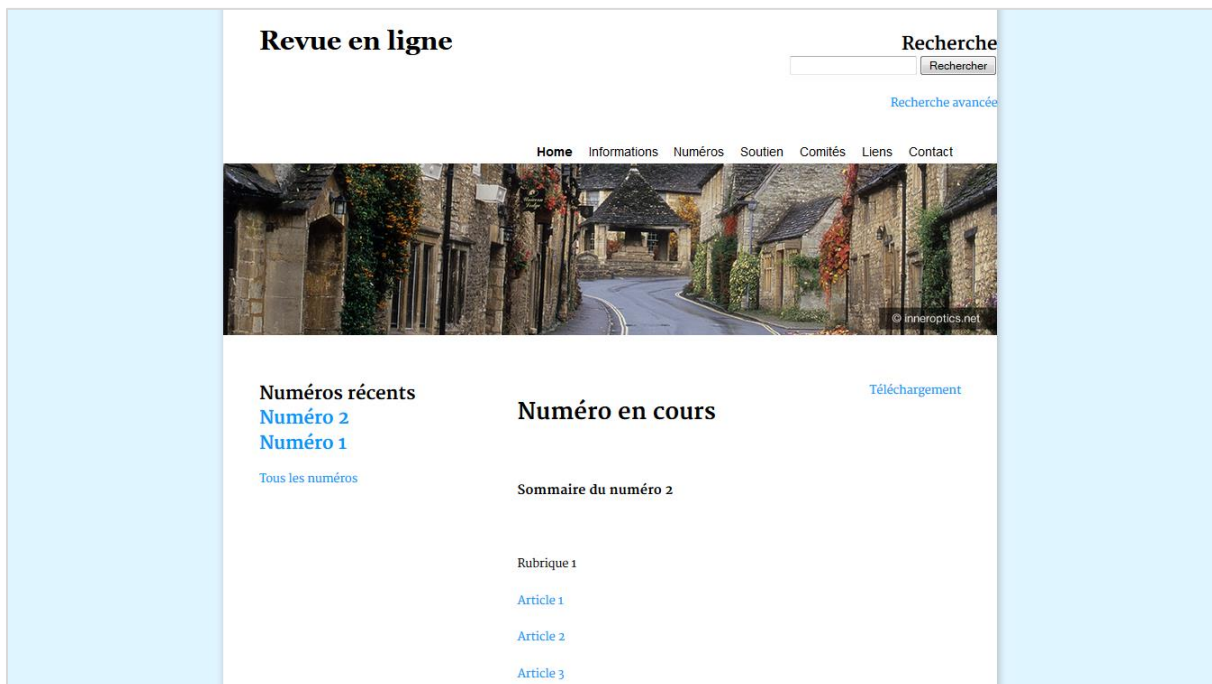 Revue en ligne
Recherche
Rechercher
Recherche avancée
Home Informations Numéros Soutien Comités Liens Contact
© inneroptics.net
Numéros récents
Numéro 2
Numéro 1
Tous les numéros
Numéro en cours
Sommaire du numéro 2
Rubrique 1
Article 1
Article 2
Article 3
Téléchargement